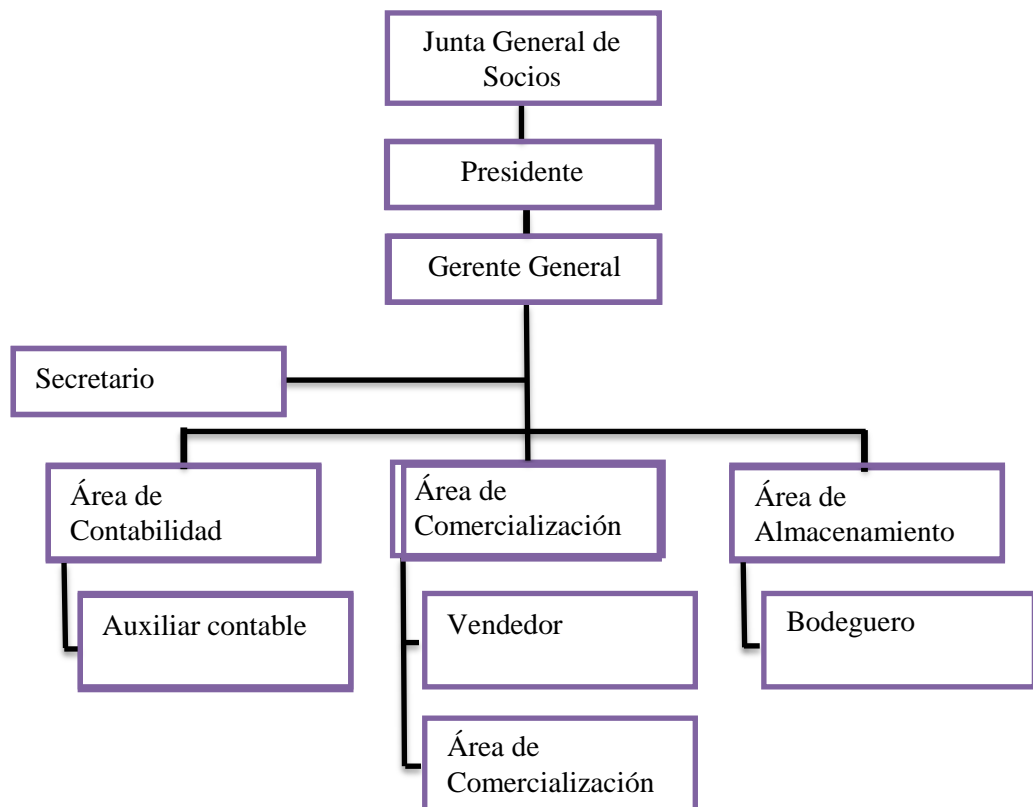 Junta General de
Socios
Presidente
Gerente General
Secretario
Área de
Contabilidad
Área de
Comercialización
Área de
Almacenamiento
Auxiliar contable
Vendedor
Bodeguero
Área de
Comercialización